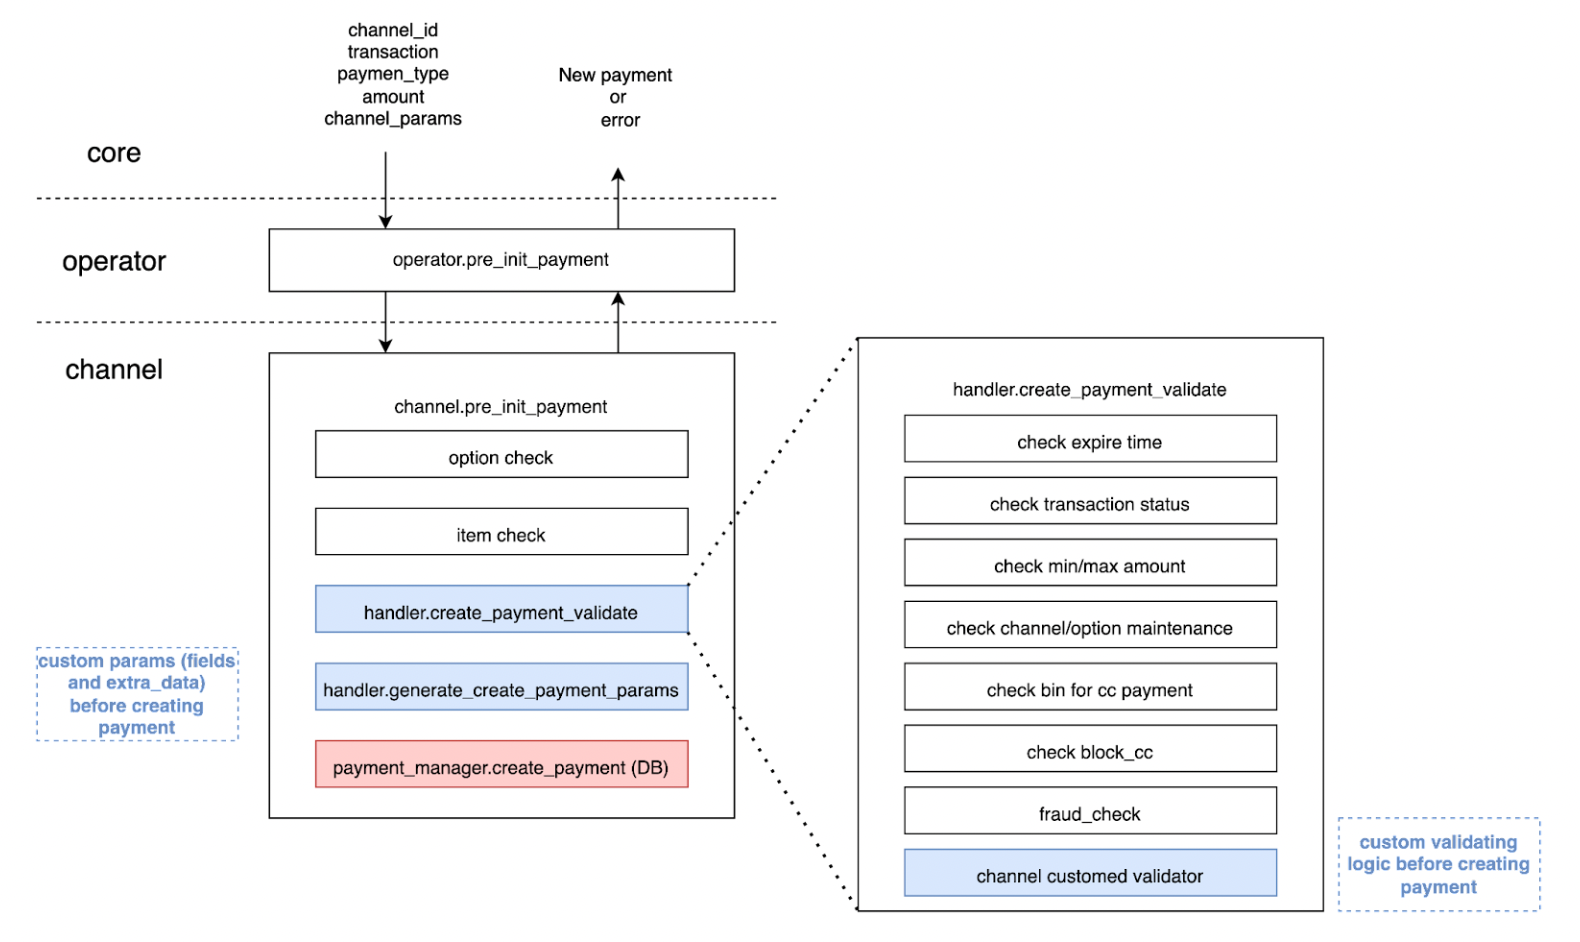 channel_id
transaction
paymen_type
amount
channel_params
New payment
or
error
core
operator
operator.pre_init_payment
channel
channel.pre_init_payment
option check
item check
handler.create_payment_validate
handler.generate_create_payment_params
payment_manager.create_payment (DB)
custom params (fields
and extra_data)
before creating
payment
handler.create_payment_validate
check expire time
check transaction status
check min/max amount
check channel/option maintenance
check bin for cc payment
check block_cc
fraud_check
channel customed validator
custom validating
logic before creating
payment